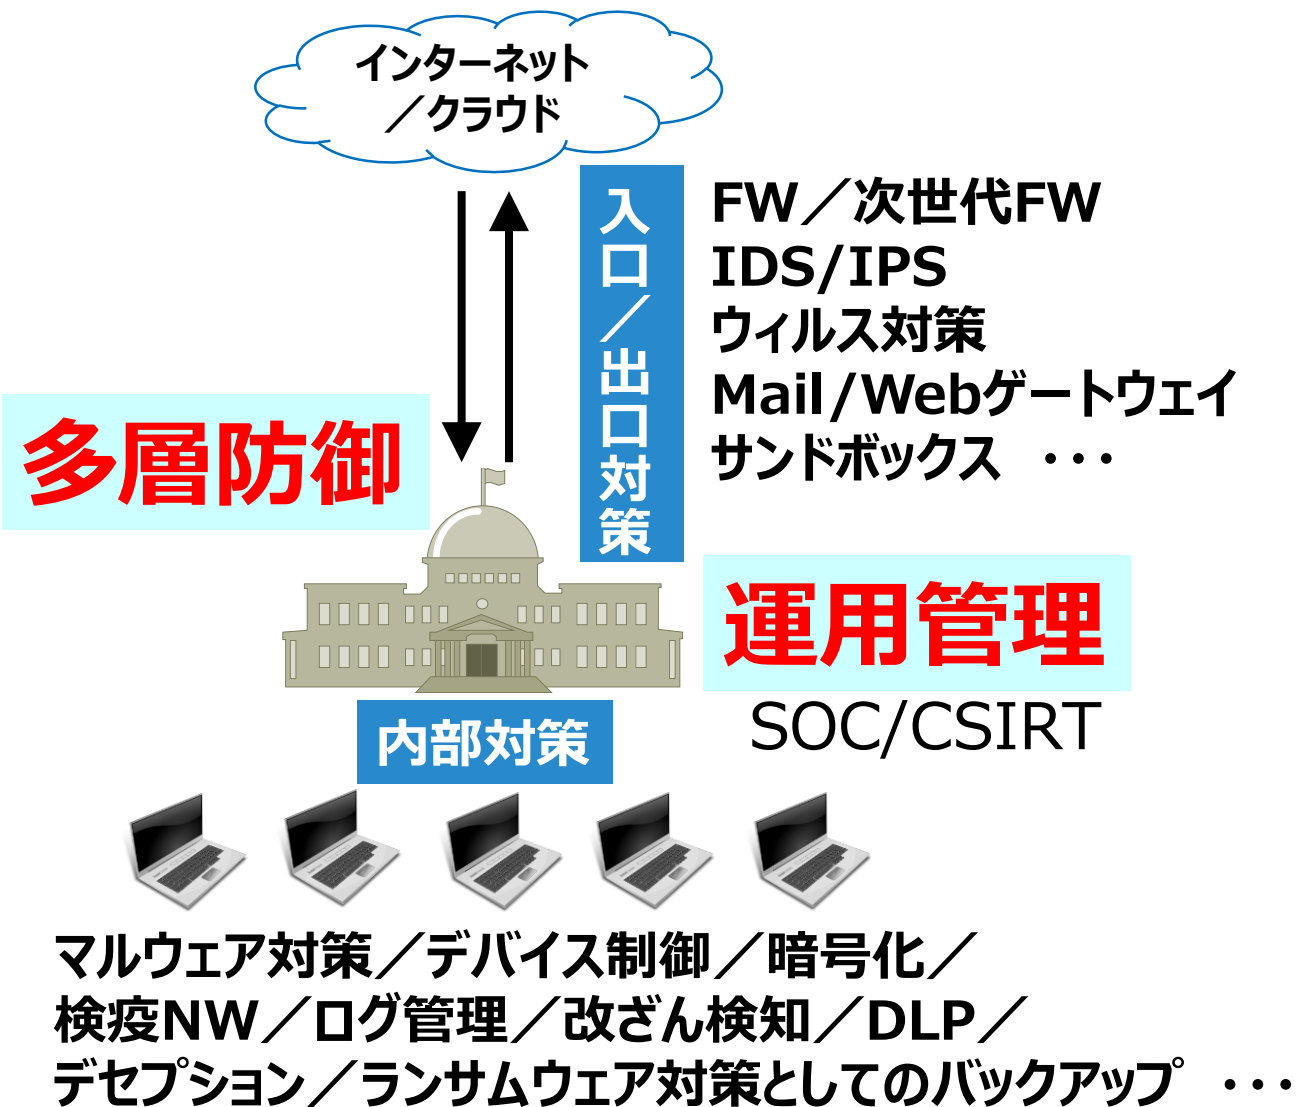 インターネット
／クラウド
入口／出口対策
FW／次世代FW
IDS/IPS
ウィルス対策
Mail/Webゲートウェイ
サンドボックス ・・・
多層防御
運用管理
SOC/CSIRT
内部対策
マルウェア対策／デバイス制御／暗号化／
検疫NW／ログ管理／改ざん検知／DLP／
デセプション／ランサムウェア対策としてのバックアップ ・・・